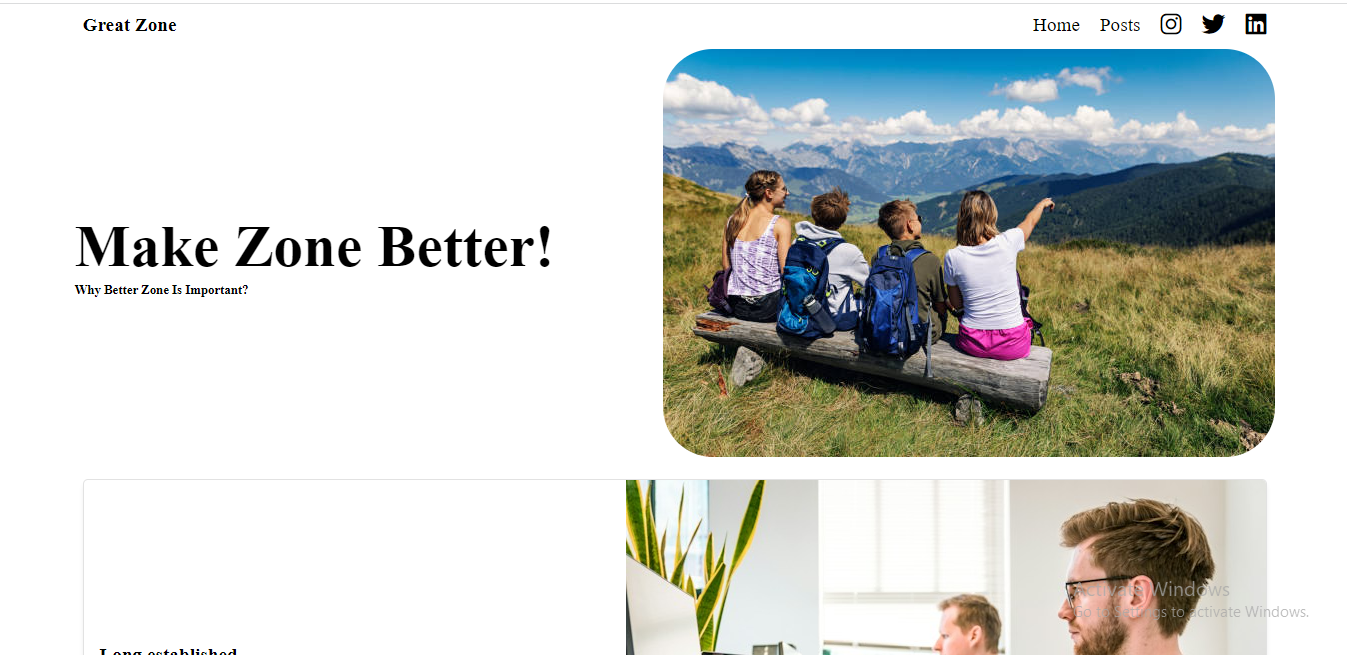 Great Zone
Home Posts
Make Zone Better!
Why Better Zone Is Important?
Long established
Activate Windows
Go to Settings to activate Windows.